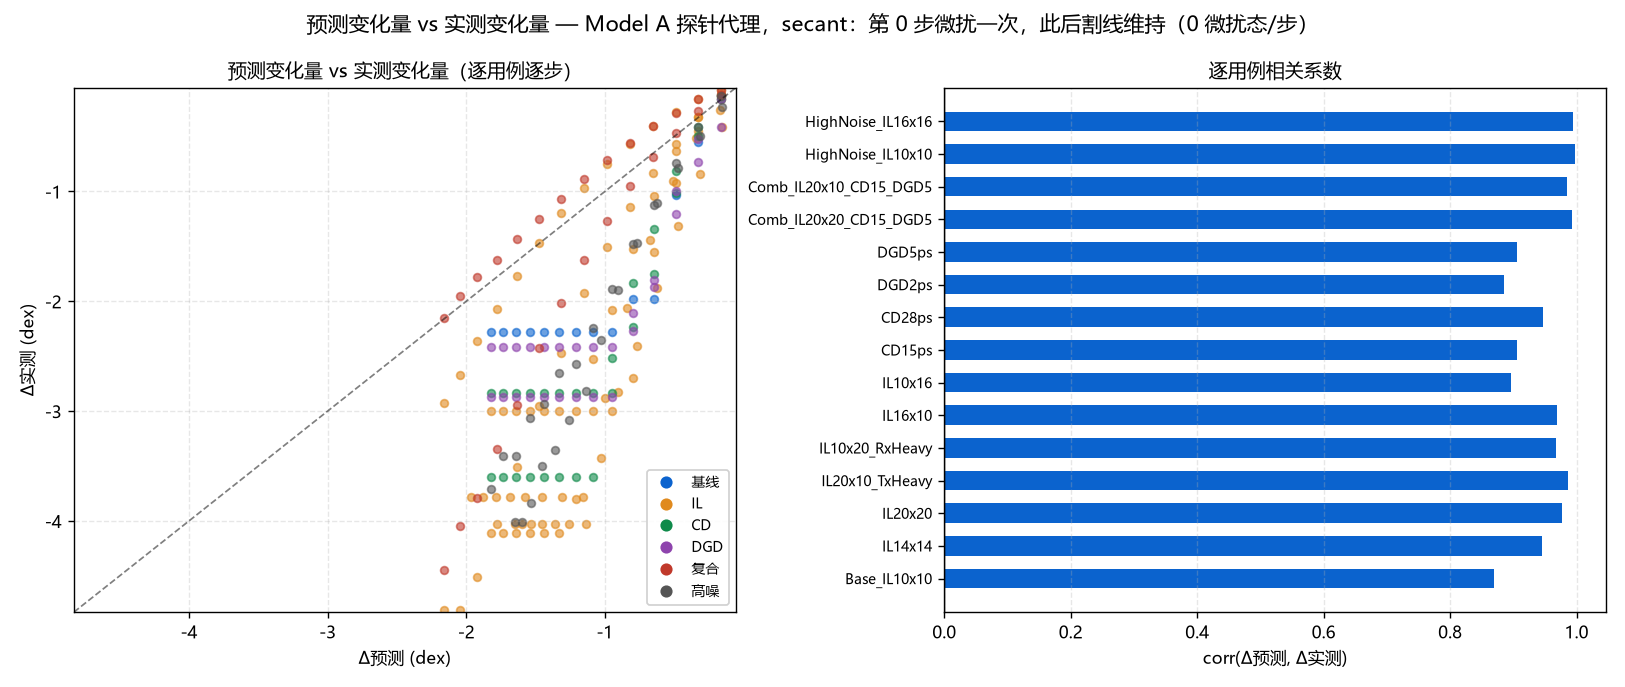 预测变化量 vs 实测变化量 — Model A 探针代理，secant：第 0 步微扰一次，此后割线维持（0 微扰态/步）
预测变化量 vs 实测变化量（逐用例逐步）
Δ实测 (dex)
-1
-2
-3
-4
-4
-3
-2
-1
Δ预测 (dex)
基线
IL
CD
DGD
复合
高噪
逐用例相关系数
HighNoise_IL16x16
HighNoise_IL10x10
Comb_IL20x10_CD15_DGD5
Comb_IL20x20_CD15_DGD5
DGD5ps
DGD2ps
CD28ps
CD15ps
IL10x16
IL16x10
IL10x20_RxHeavy
IL20x10_TxHeavy
IL20x20
IL14x14
Base_IL10x10
0.0
0.2
0.4
0.6
0.8
1.0
corr(Δ预测, Δ实测)